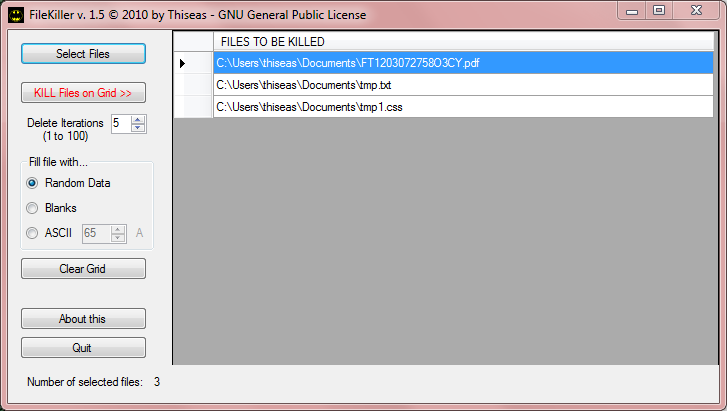 FileKiller v. 1.5 © 2010 by Thiseas - GNU General Public License
Select Files
KILL Files on Grid >>
Delete Iterations
(1 to 100)
5
Fill file with...
Random Data
Blanks
ASCII
65
A
Clear Grid
About this
Quit
Number of selected files: 3
FILES TO BE KILLED
C:\Users\thiseas\Documents\FT1203072758O3CY.pdf
C:\Users\thiseas\Documents\tmp.txt
C:\Users\thiseas\Documents\tmp1.css